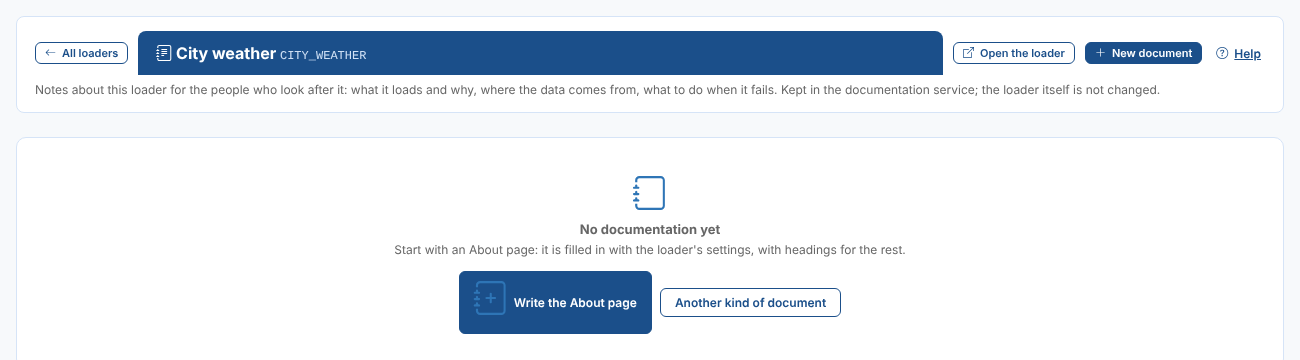 All loaders
City weather CITY_WEATHER
Open the loader
New document
Help
Notes about this loader for the people who look after it: what it loads and why, where the data comes from, what to do when it fails. Kept in the documentation service; the loader itself is not changed.
No documentation yet
Start with an About page: it is filled in with the loader's settings, with headings for the rest.
Write the About page
Another kind of document